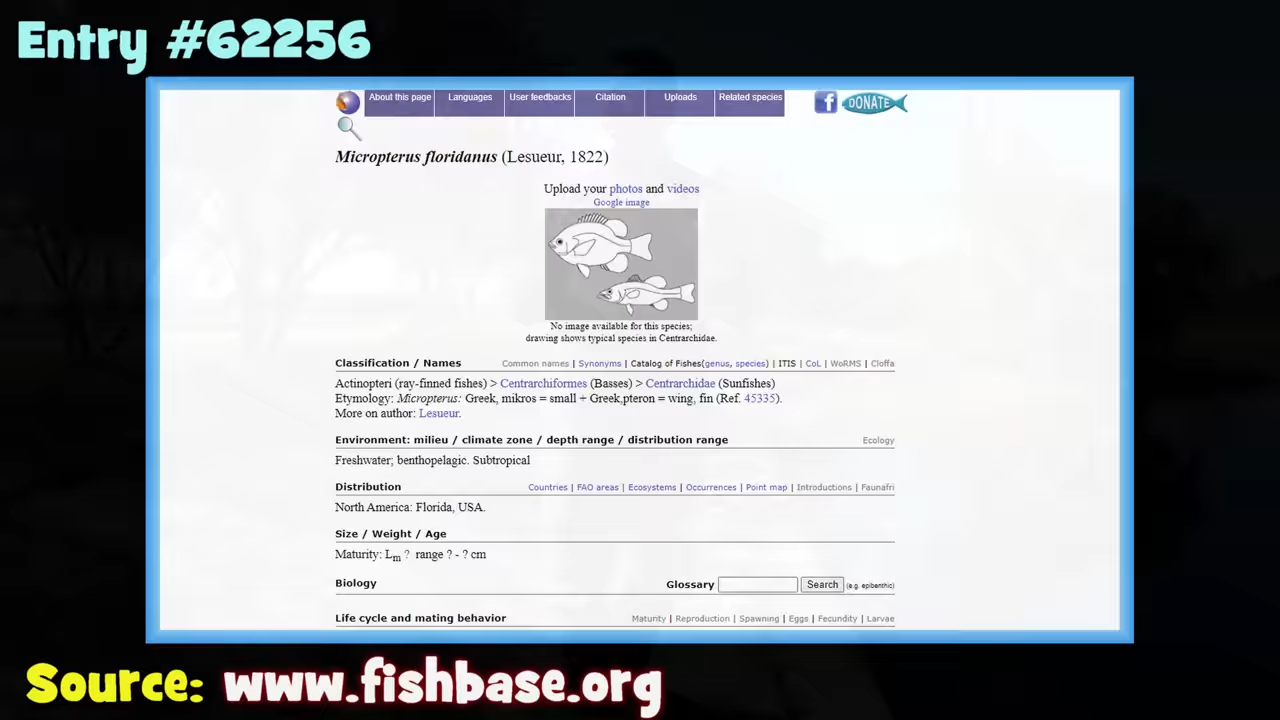 Entry #62256
About this page
Languages
User feedbacks
Citation
Uploads
Related species
f
DONATE
Micropterus floridanus (Lesueur, 1822)
Upload your photos and videos
Google image
No image available for this species;
drawing shows typical species in Centrarchidae.
Classification / Names Common names | Synonyms | Catalog of Fishes(genus, species) | ITIS | CoL | WoRMS | Cloffa
Actinopteri (ray-finned fishes) > Centrarchiformes (Basses) > Centrarchidae (Sunfishes)
Etymology: Micropterus: Greek, mikros = small + Greek,pteron = wing, fin (Ref. 45335).
More on author: Lesueur.
Environment: milieu / climate zone / depth range / distribution range Ecology
Freshwater; benthopelagic. Subtropical
Distribution Countries | FAO areas | Ecosystems | Occurrences | Point map | Introductions | Faunafri
North America: Florida, USA.
Size / Weight / Age
Maturity: Lm ? range ? - ? cm
Biology Glossary Search (e.g. epibenthic)
Life cycle and mating behavior Maturity | Reproduction | Spawning | Eggs | Fecundity | Larvae
Source: www.fishbase.org